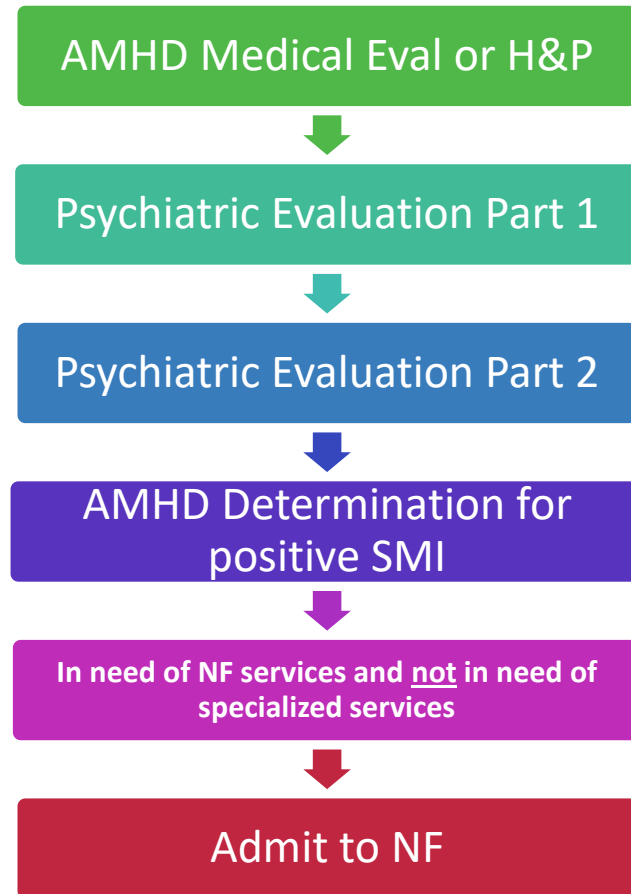 AMHD Medical Eval or H&P
Psychiatric Evaluation Part 1
Psychiatric Evaluation Part 2
AMHD Determination for
positive SMI
In need of NF services and not in need of
specialized services
Admit to NF